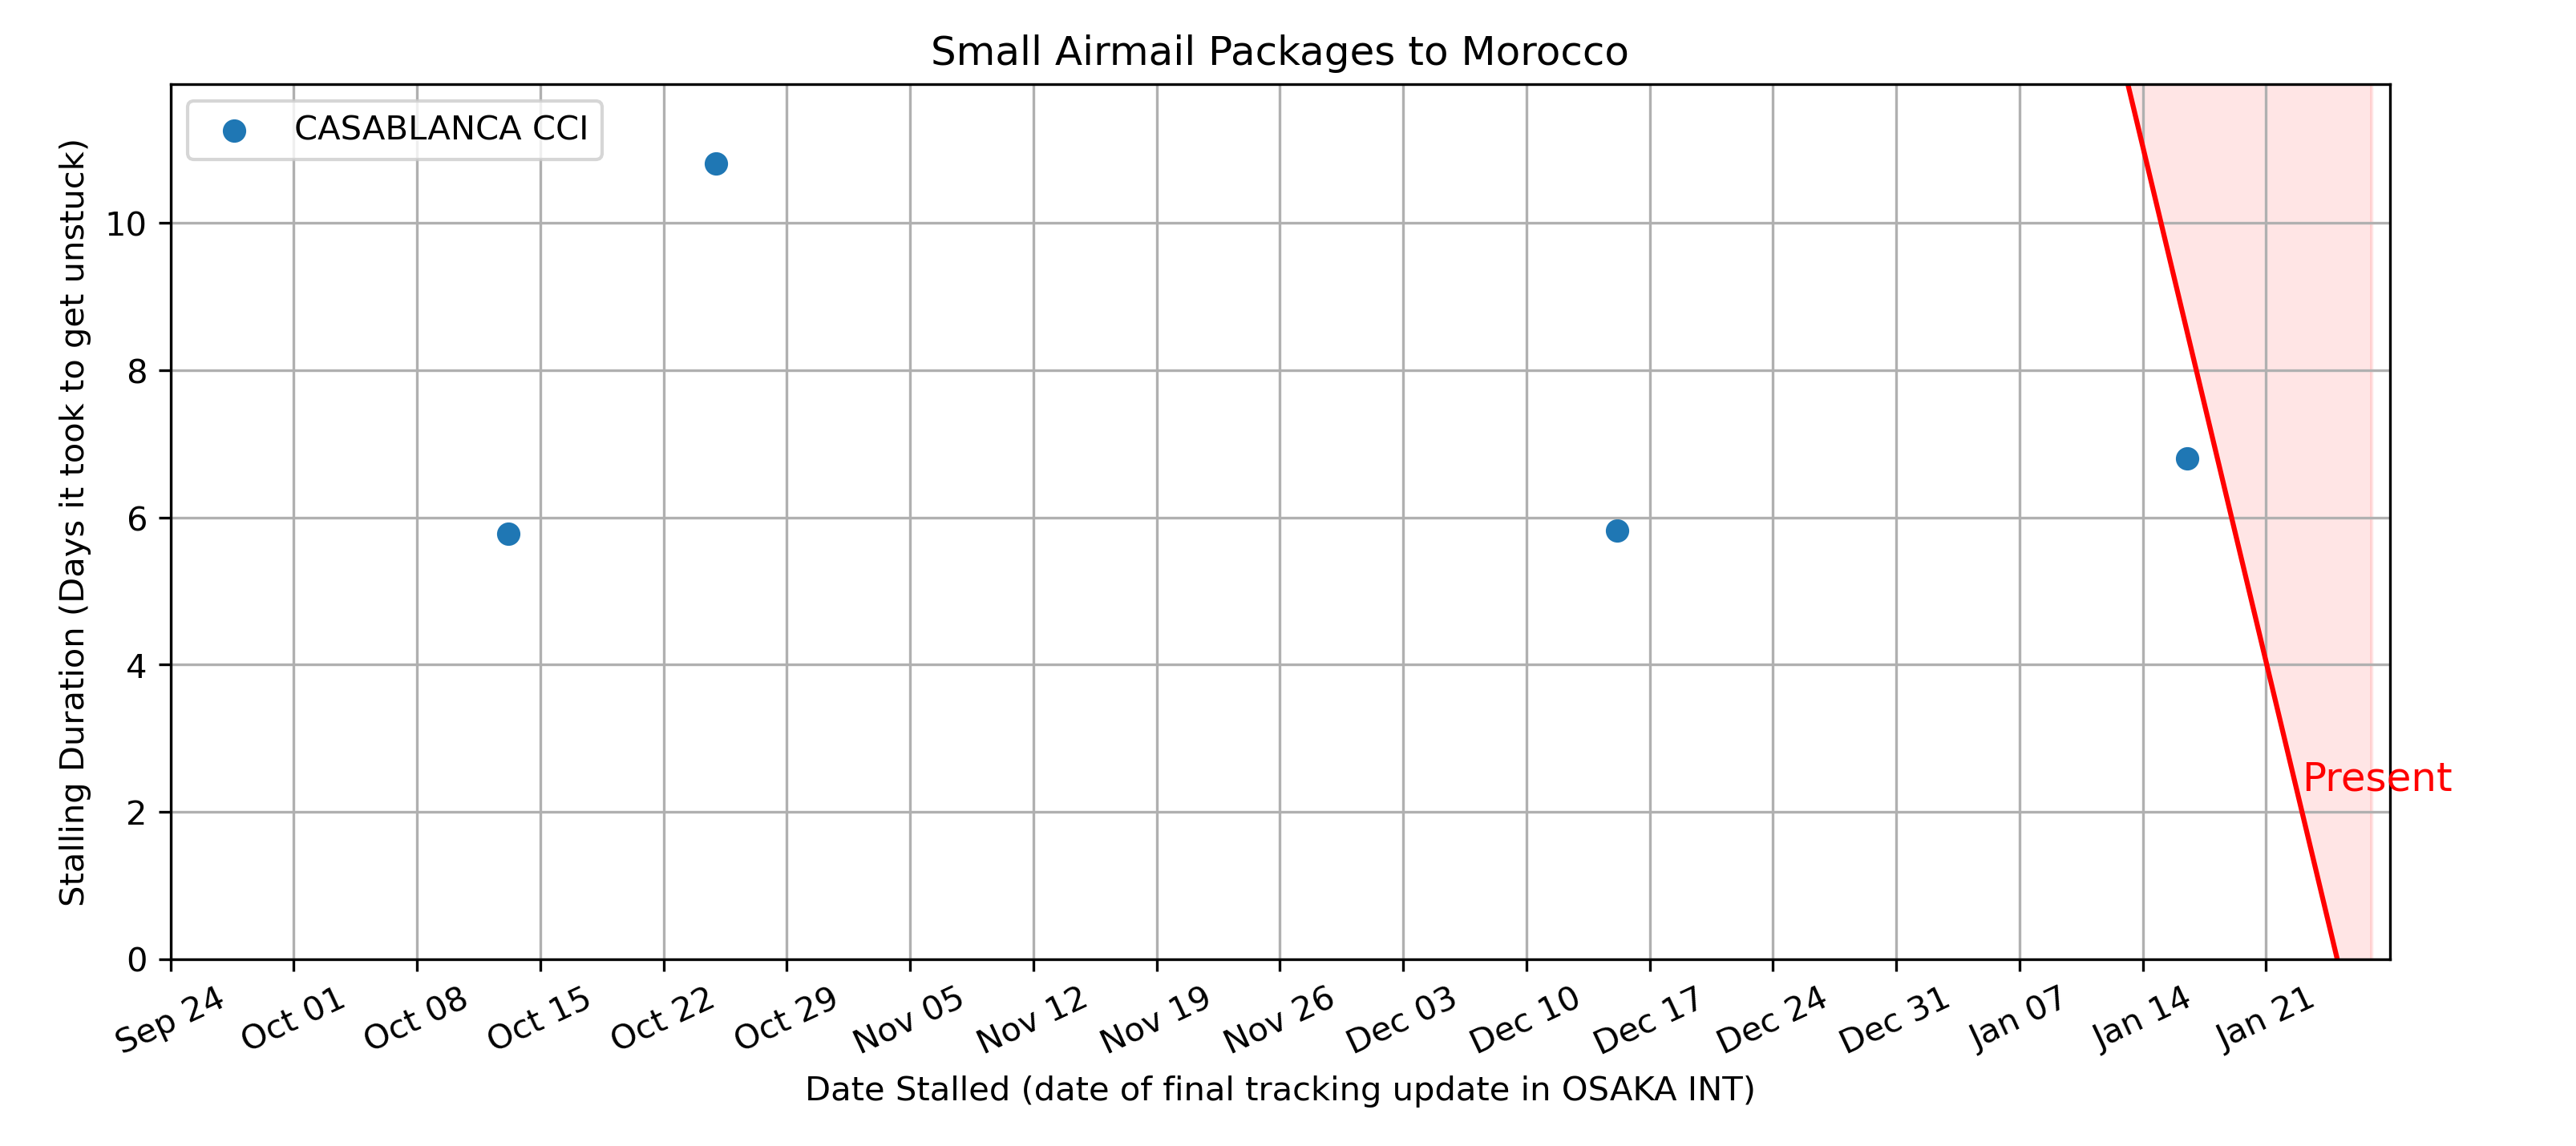 Small Airmail Packages to Morocco
CASABLANCA CCI
Stalling Duration (Days it took to get unstuck)
10
8
6
4
2
0
Present
Sep 24
Oct 01
Oct 08
Oct 15
Oct 22
Oct 29
Nov 05
Nov 12
Nov 19
Nov 26
Dec 03
Dec 10
Dec 17
Dec 24
Dec 31
Jan 07
Jan 14
Jan 21
Date Stalled (date of final tracking update in OSAKA INT)